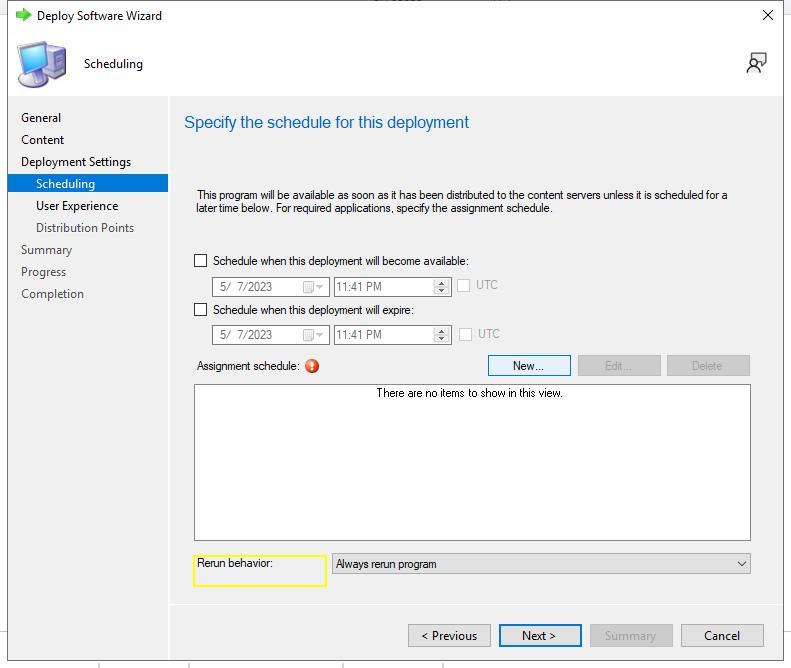 Deploy Software Wizard
Scheduling
General
Content
Deployment Settings
Scheduling
User Experience
Distribution Points
Summary
Progress
Completion
Specify the schedule for this deployment
This program will be available as soon as it has been distributed to the content servers unless it is scheduled for a
later time below. For required applications, specify the assignment schedule.
Schedule when this deployment will become available:
5/ 7/2023 11:41 PM UTC
Schedule when this deployment will expire:
5/ 7/2023 11:41 PM UTC
Assignment schedule: New... Edit... Delete
There are no items to show in this view.
Rerun behavior: Always rerun program
< Previous Next > Summary Cancel